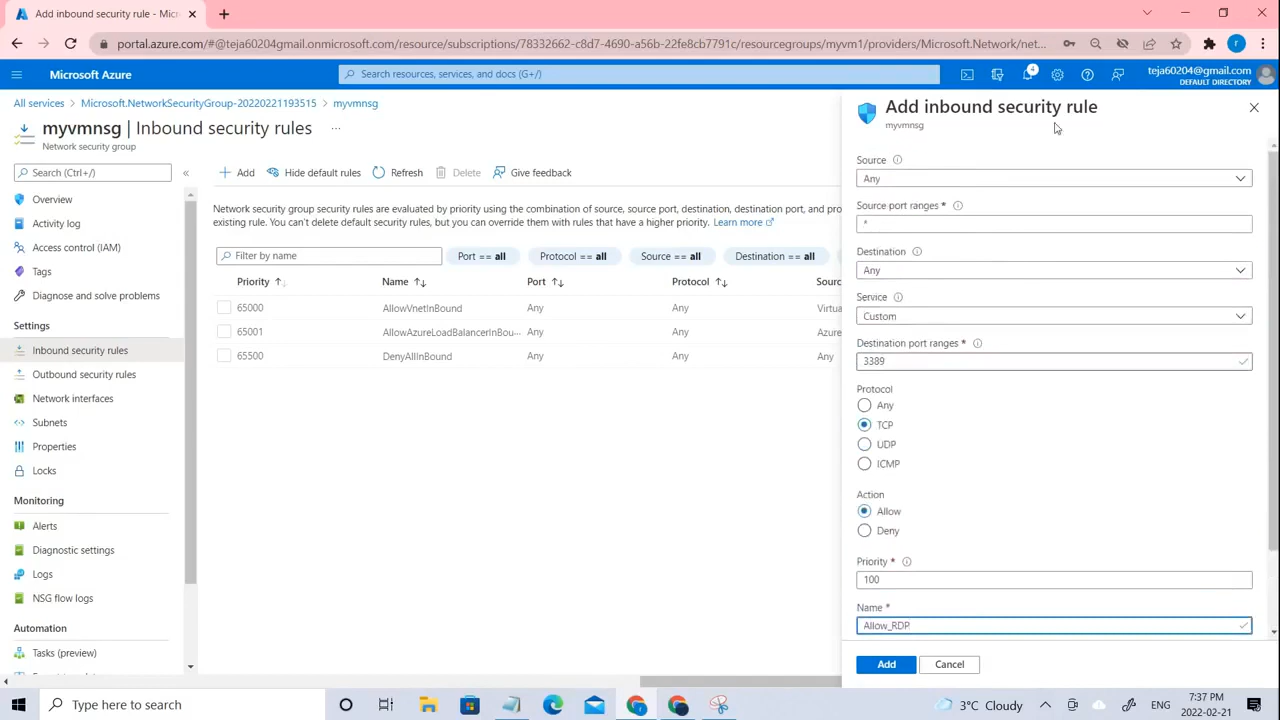 Add inbound security rule - Micr
portal.azure.com/#@teja60204gmail.onmicrosoft.com/resource/subscription/78332662-c8d7-4690-a56b-22fe8cb7791c/resourcegroups/myvm1/providers/Microsoft.Network/net...
Microsoft Azure
Search resources, services, and docs (G+/)
4
teja60204@gmail.com
DEFAULT DIRECTORY
All services > Microsoft.NetworkSecurityGroup-20220221193515 > myvmnsg
myvmnsg | Inbound security rules ...
Network security group
Search (Ctrl+/)
Overview
Activity log
Access control (IAM)
Tags
Diagnose and solve problems
Settings
Inbound security rules
Outbound security rules
Network interfaces
Subnets
Properties
Locks
Monitoring
Alerts
Diagnostic settings
Logs
NSG flow logs
Automation
Tasks (preview)
Add Hide default rules Refresh Delete Give feedback
Network security group security rules are evaluated by priority using the combination of source, source port, destination, destination port, and pro
existing rule. You can't delete default security rules, but you can override them with rules that have a higher priority. Learn more
Filter by name Port == all Protocol == all Source == all Destination == all
Priority Name Port Protocol Sourc
65000 AllowVnetInBound Any Any Virtua
65001 AllowAzureLoadBalancerInBou... Any Any Azure
65500 DenyAllInBound Any Any Any
Add inbound security rule
myvmnsg
Source
Any
Source port ranges *
*
Destination
Any
Service
Custom
Destination port ranges *
3389
Protocol
Any
TCP
UDP
ICMP
Action
Allow
Deny
Priority *
100
Name *
Allow_RDP
Add Cancel
Type here to search
3°C Cloudy
ENG
7:37 PM
2022-02-21